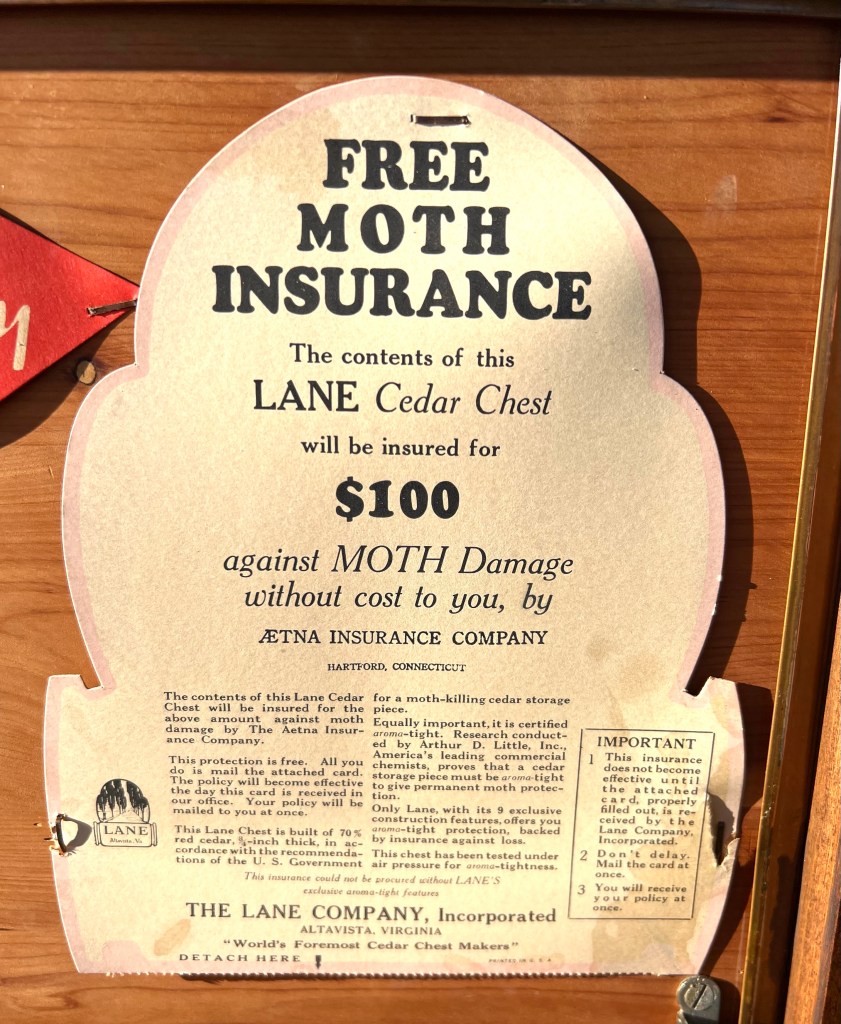 FREE
MOTH
INSURANCE
The contents of this
LANE Cedar Chest
will be insured for
$100
against MOTH Damage
without cost to you, by
ÆTNA INSURANCE COMPANY
HARTFORD, CONNECTICUT
The contents of this Lane Cedar
Chest will be insured for the
above amount against moth
damage by The Aetna Insur-
ance Company.
This protection is free. All you
do is mail the attached card.
The policy will become effective
the day this card is received in
our office. Your policy will be
mailed to you at once.
This Lane Chest is built of 70%
red cedar, ¾-inch thick, in ac-
cordance with the recommenda-
tions of the U. S. Government
for a moth-killing cedar storage
piece.
Equally important, it is certified
aroma-tight. Research conduct-
ed by Arthur D. Little, Inc.,
America's leading commercial
chemists, proves that a cedar
storage piece must be aroma-tight
to give permanent moth protec-
tion.
Only Lane, with its 9 exclusive
construction features, offers you
aroma-tight protection, backed
by insurance against loss.
This chest has been tested under
air pressure for aroma-tightness.
IMPORTANT
1 This insurance
does not become
effective until
the attached
card, properly
filled out, is re-
ceived by the
Lane Company,
Incorporated.
2 Don't delay.
Mail the card at
once.
3 You will receive
your policy at
once.
LANE
Altavista, Va.
This insurance could not be procured without LANE'S
exclusive aroma-tight features
THE LANE COMPANY, Incorporated
ALTAVISTA, VIRGINIA
"World's Foremost Cedar Chest Makers"
DETACH HERE
PRINTED IN U. S. A.
y